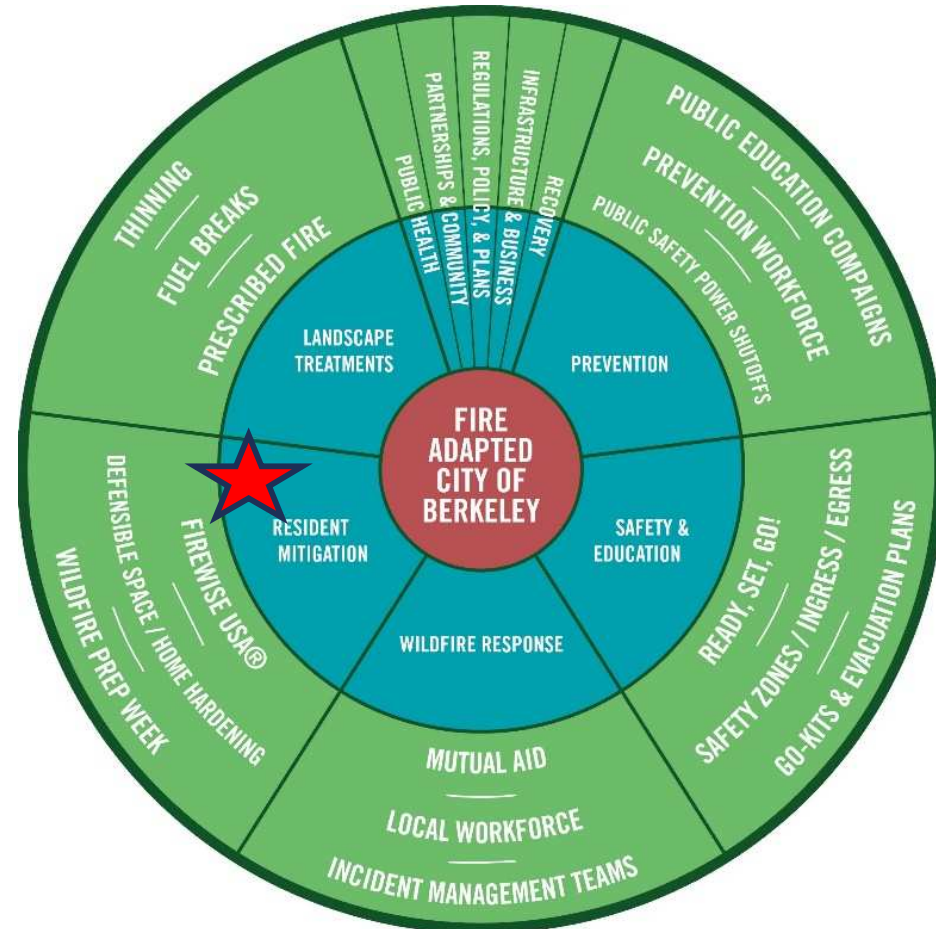 FIRE
ADAPTED
CITY OF
BERKELEY
PUBLIC HEALTH
PARTNERSHIPS & COMMUNITY
REGULATIONS, POLICY, & PLANS
INFRASTRUCTURE & BUSINESS
RECOVERY
PREVENTION
PUBLIC EDUCATION COMPAIGNS
PREVENTION WORKFORCE
PUBLIC SAFETY POWER SHUTOFFS
SAFETY &
EDUCATION
READY, SET, GO!
SAFETY ZONES / INGRESS / EGRESS
GO-KITS & EVACUATION PLANS
WILDFIRE RESPONSE
MUTUAL AID
LOCAL WORKFORCE
INCIDENT MANAGEMENT TEAMS
RESIDENT
MITIGATION
FIREWISE USA®
DEFENSIBLE SPACE / HOME HARDENING
WILDFIRE PREP WEEK
LANDSCAPE
TREATMENTS
THINNING
FUEL BREAKS
PRESCRIBED FIRE